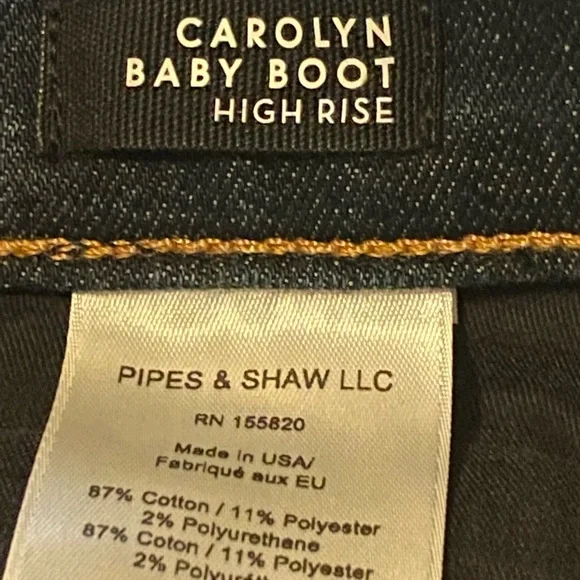 CAROLYN
BABY BOOT
HIGH RISE
PIPES & SHAW LLC
RN 155820
Made in USA/
Fabriqué aux EU
87% Cotton / 11% Polyester
2% Polyurethane
87% Coton / 11% Polyester
2%